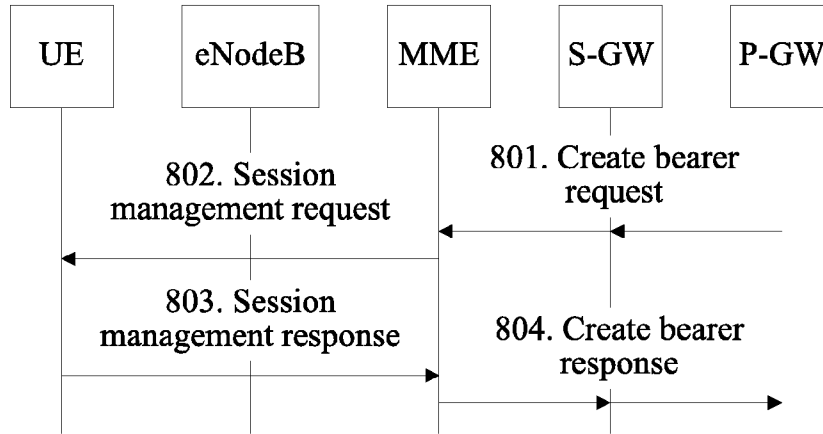 UE
eNodeB
MME
S-GW
P-GW
801. Create bearer
request
802. Session
management request
803. Session
management response
804. Create bearer
response